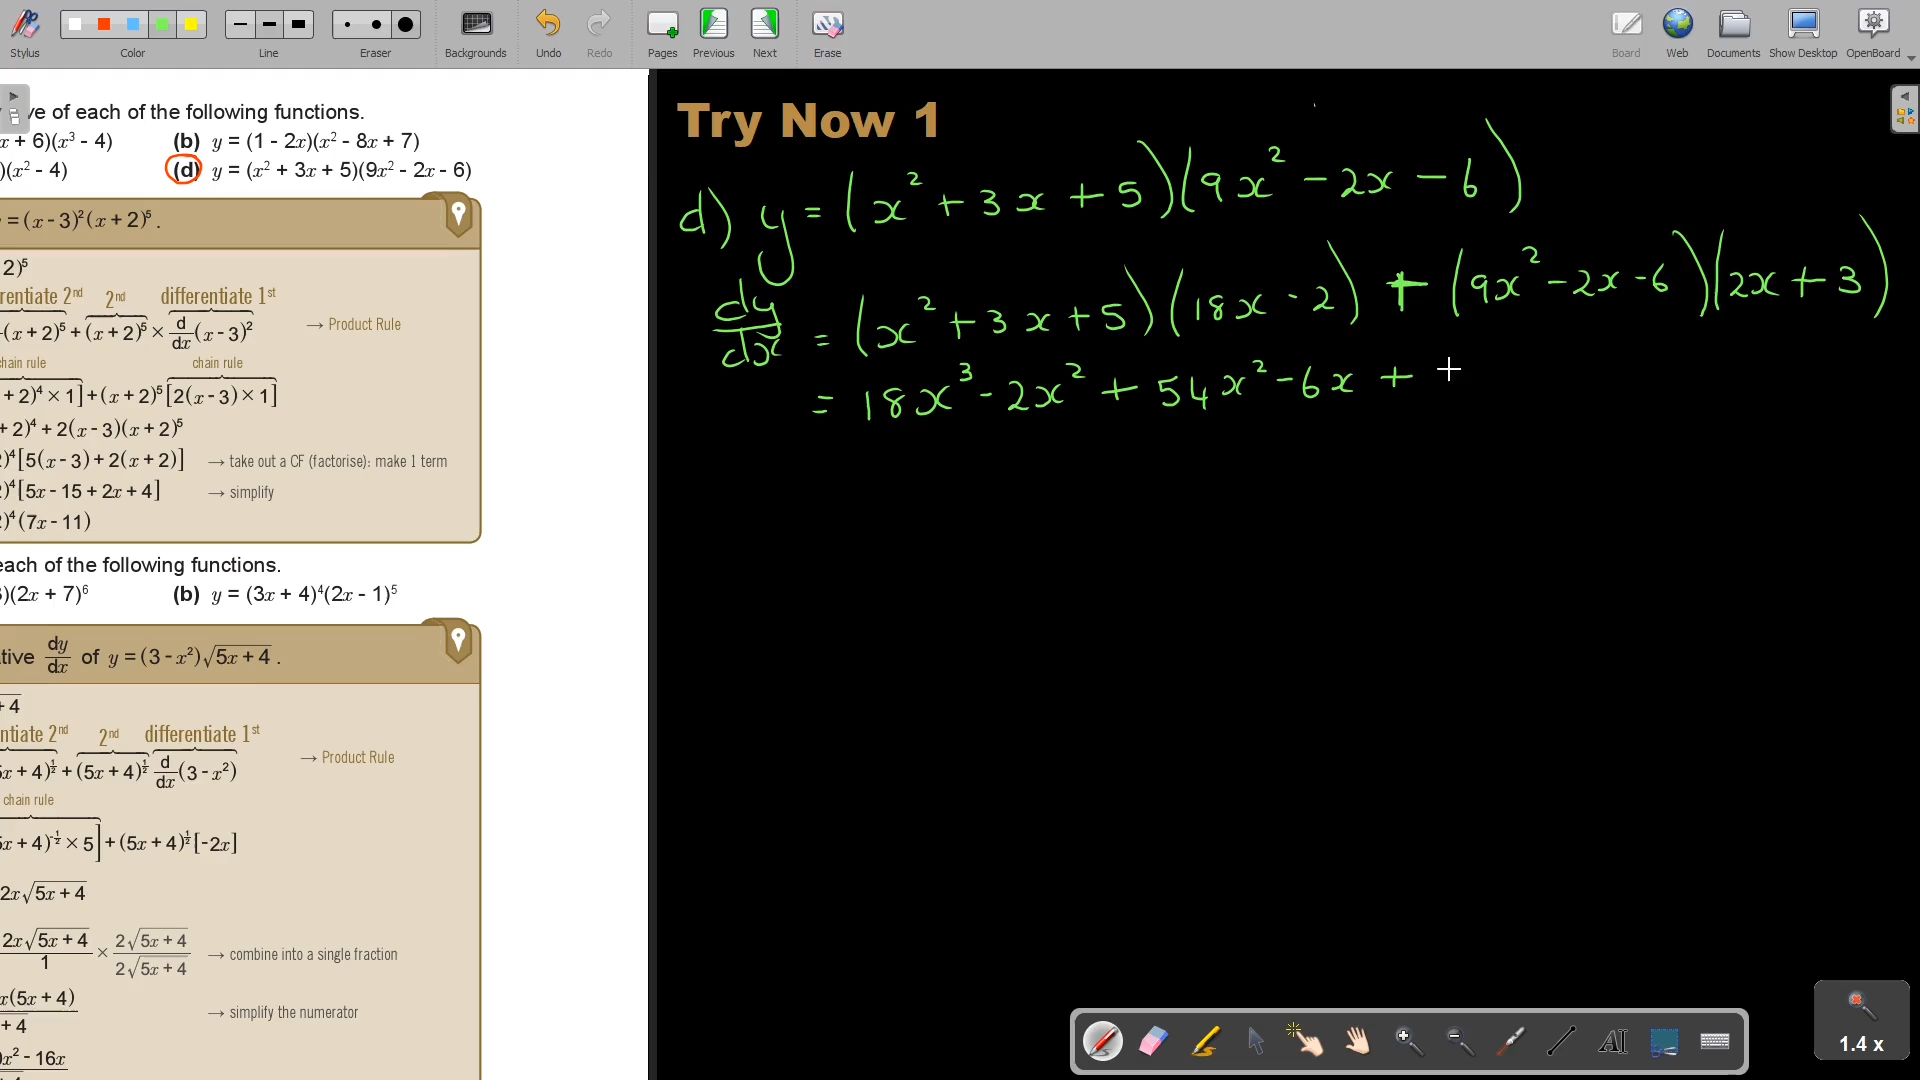 Stylus Color Line Eraser Backgrounds Undo Redo Pages Previous Next Erase Board Web Documents Show Desktop OpenBoard
ve of each of the following functions.
x + 6)(x³ - 4) (b) y = (1 - 2x)(x² - 8x + 7)
)(x² - 4) (d) y = (x² + 3x + 5)(9x² - 2x - 6)
y = (x - 3)²(x + 2)⁵.
2)⁵
rentiate 2nd 2nd differentiate 1st
(x + 2)⁵ + (x + 2)⁵ × d/dx (x - 3)² → Product Rule
chain rule chain rule
+ 2)⁴ × 1] + (x + 2)⁵ [2(x - 3) × 1]
+ 2)⁴ + 2(x - 3)(x + 2)⁵
)⁴[5(x - 3) + 2(x + 2)] → take out a CF (factorise): make 1 term
)⁴[5x - 15 + 2x + 4] → simplify
)⁴(7x - 11)
each of the following functions.
)(2x + 7)⁶ (b) y = (3x + 4)⁴(2x - 1)⁵
tive dy/dx of y = (3 - x²)√(5x + 4).
+ 4
ntiate 2nd 2nd differentiate 1st
5x + 4)^½ + (5x + 4)^½ d/dx (3 - x²) → Product Rule
chain rule
5x + 4)^-½ × 5] + (5x + 4)^½ [-2x]
2x√(5x + 4)
2x√(5x + 4)/1 × 2√(5x + 4)/2√(5x + 4) → combine into a single fraction
x(5x + 4) → simplify the numerator
+ 4
x² - 16x
Try Now 1
d) y = (x² + 3x + 5)(9x² - 2x - 6)
dy/dx = (x² + 3x + 5)(18x - 2) + (9x² - 2x - 6)(2x + 3)
= 18x³ - 2x² + 54x² - 6x +
1.4 x